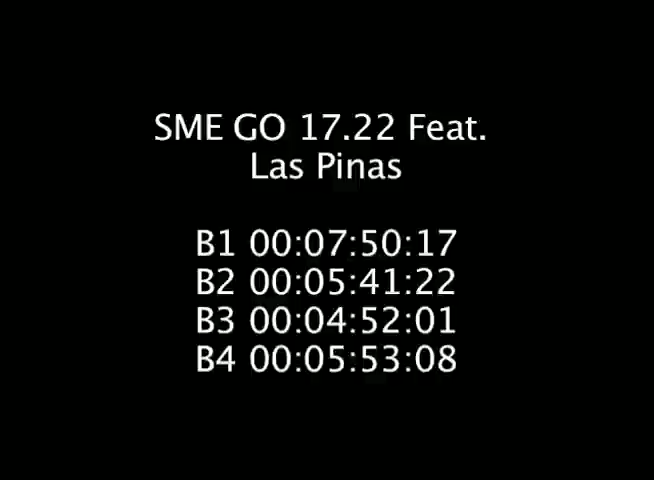 SME GO 17.22 Feat.
Las Pinas
B1 00:07:50:17
B2 00:05:41:22
B3 00:04:52:01
B4 00:05:53:08